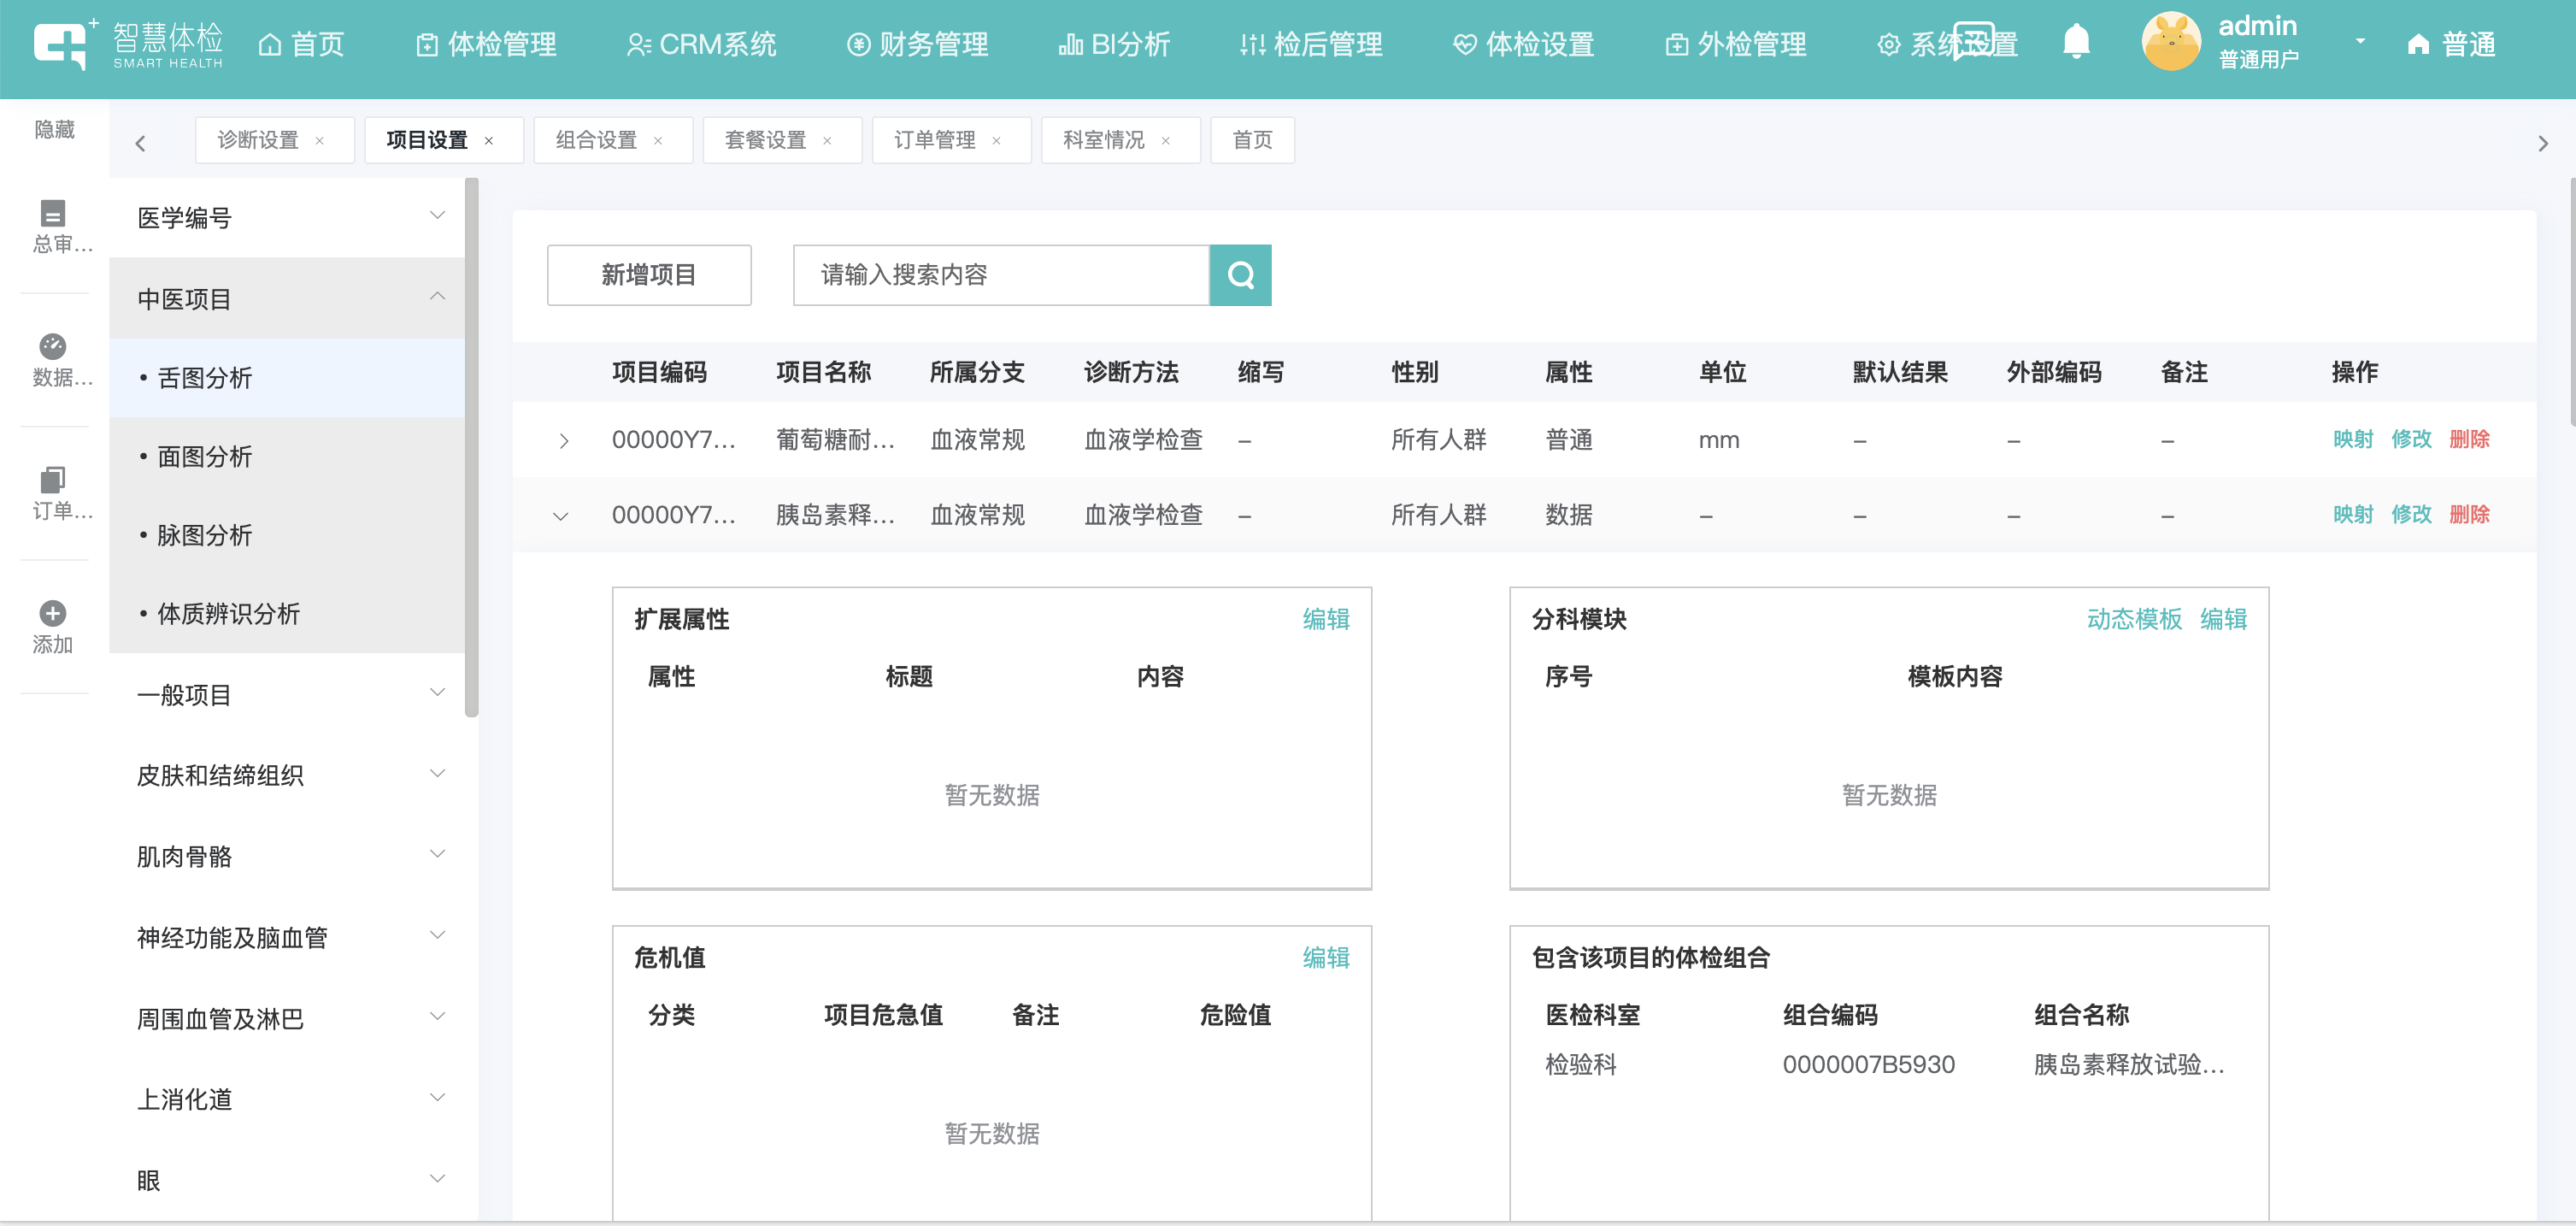 智慧体检
SMART HEALTH
首页 体检管理 CRM系统 财务管理 BI分析 检后管理 体检设置 外检管理 系统设置 admin 普通用户 普通
隐藏
诊断设置 × 项目设置 × 组合设置 × 套餐设置 × 订单管理 × 科室情况 × 首页
总审...
数据...
订单...
添加
医学编号
中医项目
• 舌图分析
• 面图分析
• 脉图分析
• 体质辨识分析
一般项目
皮肤和结缔组织
肌肉骨骼
神经功能及脑血管
周围血管及淋巴
上消化道
眼
新增项目 请输入搜索内容
项目编码 项目名称 所属分支 诊断方法 缩写 性别 属性 单位 默认结果 外部编码 备注 操作
00000Y7... 葡萄糖耐... 血液常规 血液学检查 – 所有人群 普通 mm – – – 映射 修改 删除
00000Y7... 胰岛素释... 血液常规 血液学检查 – 所有人群 数据 – – – – 映射 修改 删除
扩展属性 编辑
属性 标题 内容
暂无数据
分科模块 动态模板 编辑
序号 模板内容
暂无数据
危机值 编辑
分类 项目危急值 备注 危险值
暂无数据
包含该项目的体检组合
医检科室 组合编码 组合名称
检验科 0000007B5930 胰岛素释放试验...